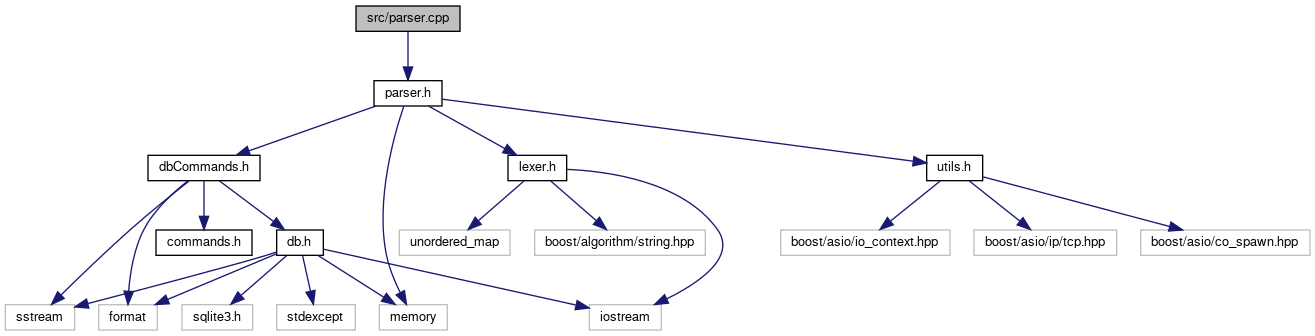 src/parser.cpp
parser.h
dbCommands.h
lexer.h
utils.h
commands.h
db.h
unordered_map
boost/algorithm/string.hpp
boost/asio/io_context.hpp
boost/asio/ip/tcp.hpp
boost/asio/co_spawn.hpp
sstream
format
sqlite3.h
stdexcept
memory
iostream